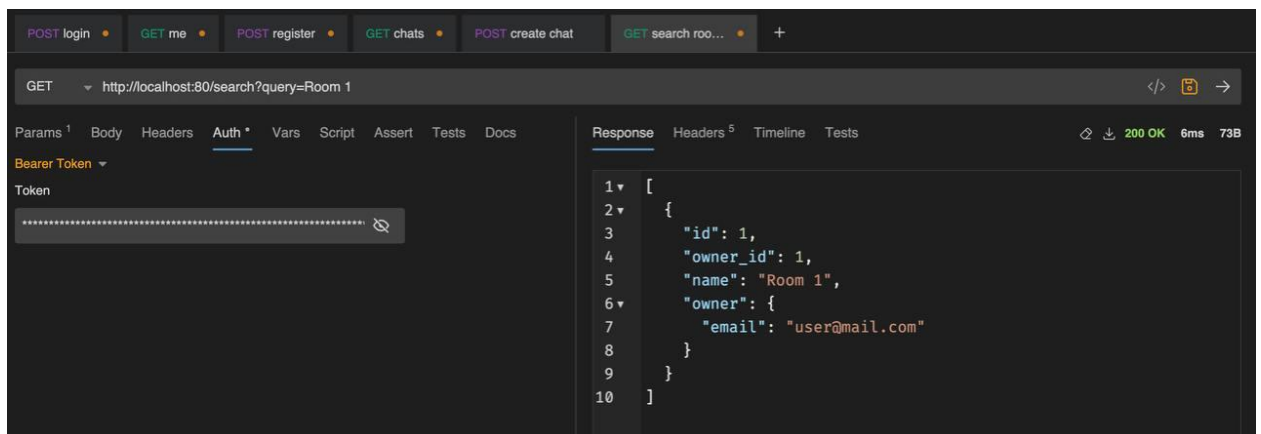 POST login GET me POST register GET chats POST create chat GET search roo... +
GET http://localhost:80/search?query=Room 1 </>
Params 1 Body Headers Auth * Vars Script Assert Tests Docs
Bearer Token
Token
Response Headers 5 Timeline Tests 200 OK 6ms 73B
1 [
2 {
3 "id": 1,
4 "owner_id": 1,
5 "name": "Room 1",
6 "owner": {
7 "email": "user@mail.com"
8 }
9 }
10 ]